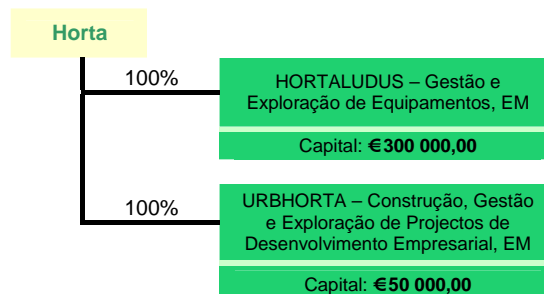 Horta
100%
HORTALUDUS – Gestão e
Exploração de Equipamentos, EM
Capital: €300 000,00
100%
URBHORTA – Construção, Gestão
e Exploração de Projectos de
Desenvolvimento Empresarial, EM
Capital: €50 000,00